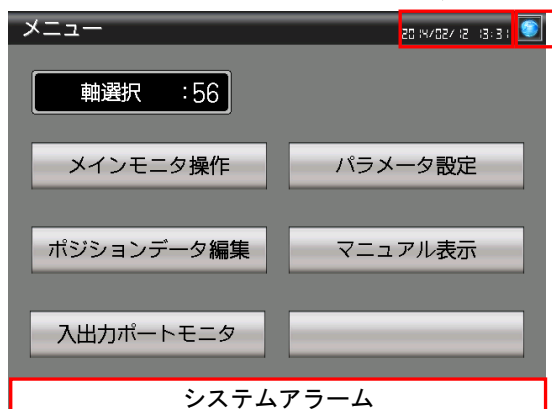 メニュー
2014/02/12 13:31
軸選択 :56
メインモニタ操作
パラメータ設定
ポジションデータ編集
マニュアル表示
入出力ポートモニタ
システムアラーム